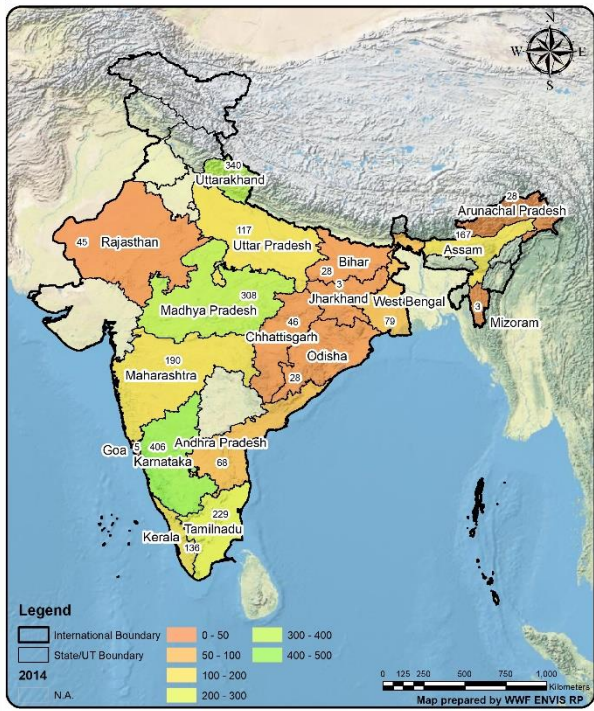 N
W E
S
340
Uttarakhand
28
Arunachal Pradesh
117
Uttar Pradesh
167
Assam
45 Rajasthan
Bihar
28
3
Jharkhand
308
Madhya Pradesh
West Bengal
79
3
Mizoram
46
Chhattisgarh
Odisha
28
190
Maharashtra
Goa 5
406
Karnataka
Andhra Pradesh
68
229
Tamilnadu
Kerala
136
Legend
International Boundary
State/UT Boundary
2014
N.A.
0 - 50
50 - 100
100 - 200
200 - 300
300 - 400
400 - 500
0 125 250 500 750 1,000
Kilometers
Map prepared by WWF ENVIS RP